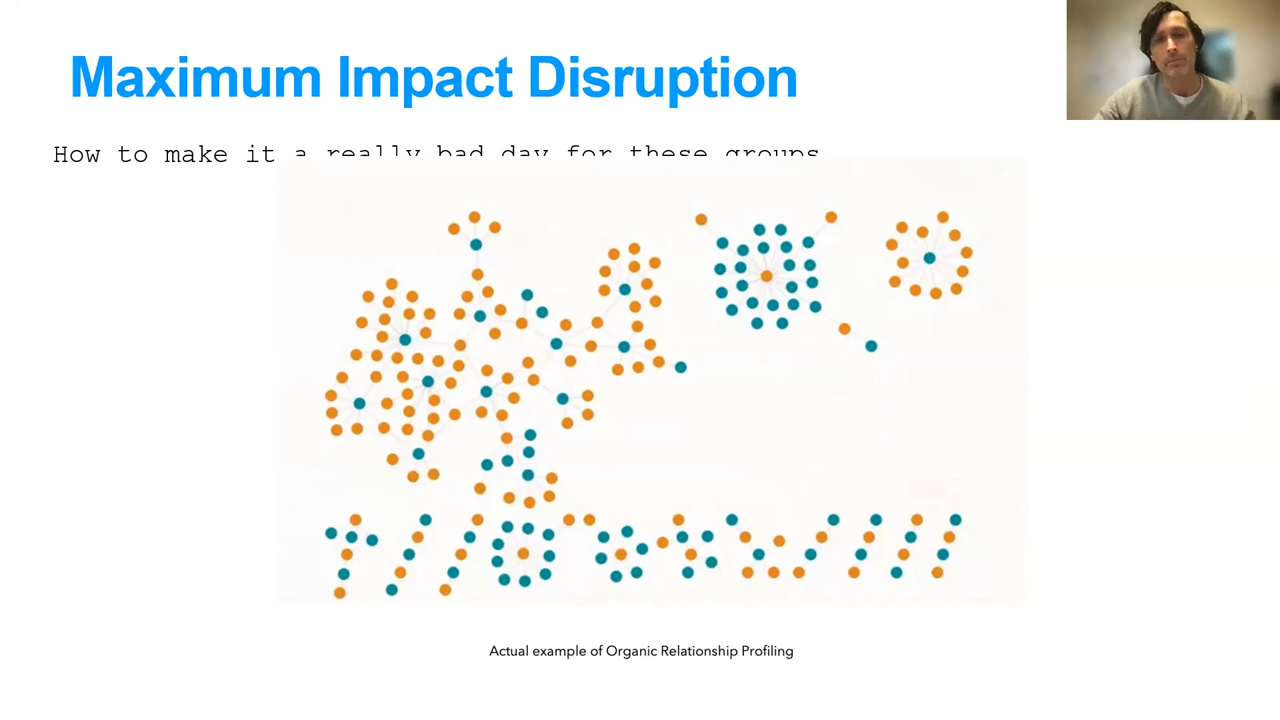 Maximum Impact Disruption
How to make it a really bad day for these groups
Actual example of Organic Relationship Profiling